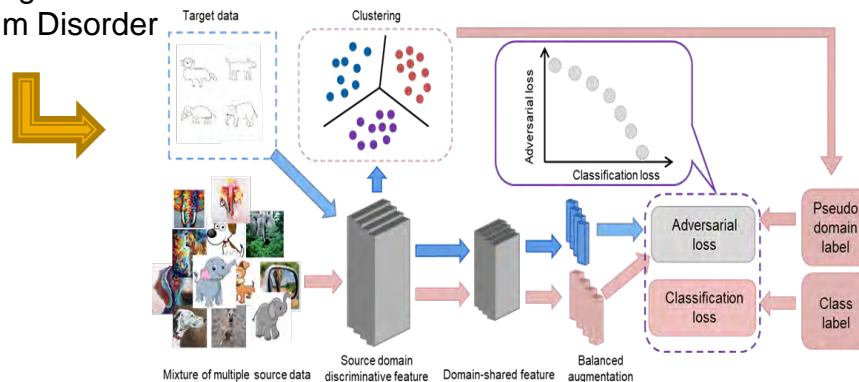 m Disorder
Target data
Clustering
Adversarial loss
Classification loss
Adversarial
loss
Classification
loss
Pseudo
domain
label
Class
label
Mixture of multiple source data
Source domain
discriminative feature
Domain-shared feature
Balanced
augmentation